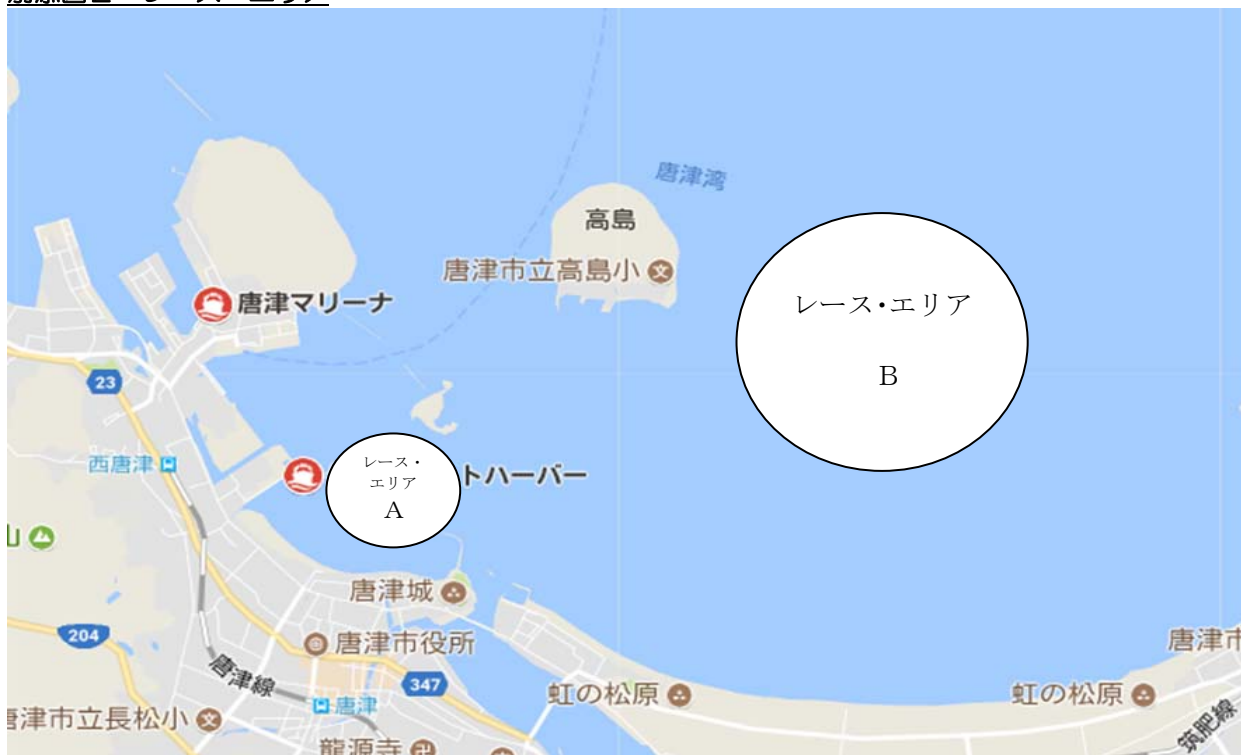 唐津湾
高島
唐津市立高島小
レース・エリア
B
唐津マリーナ
23
西唐津
レース・
エリア
A
トハーバー
山
唐津城
204
唐津市役所
唐津市
唐津線
347
虹の松原
虹の松原
唐津
唐津市立長松小
筑肥線
龍源寺